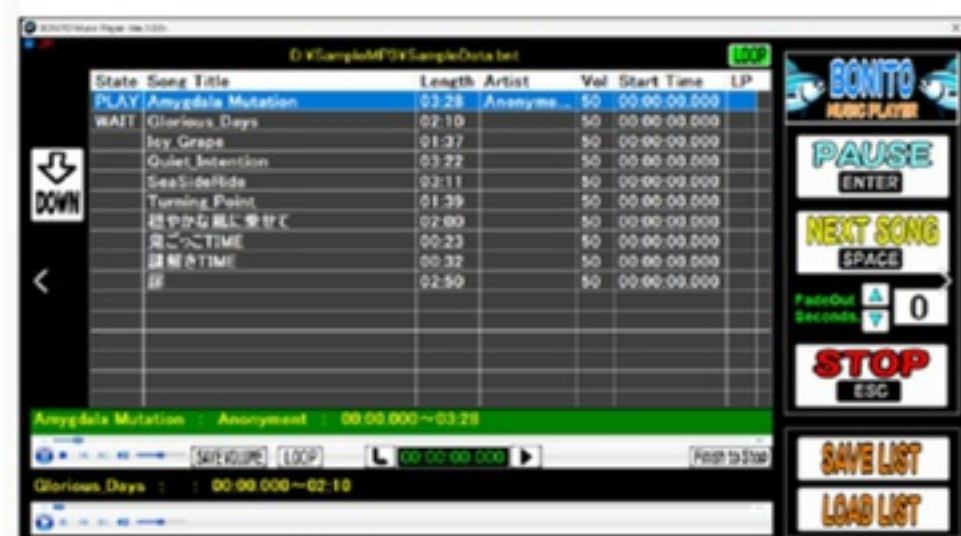 BONITO Music Player Ver.1.0.0
D:¥SampleMP3¥SampleData.bnt
LOOP
State Song Title Length Artist Vol Start Time LP
PLAY Amygdala Mutation 03:28 Anonyme... 50 00:00:00.000
WAIT Glorious_Days 02:10 50 00:00:00.000
Icy_Grape 01:37 50 00:00:00.000
Quiet_Intention 03:22 50 00:00:00.000
SeaSideRide 03:11 50 00:00:00.000
Turning_Point 01:39 50 00:00:00.000
穏やかな風に乗せて 02:00 50 00:00:00.000
鬼ごっこTIME 00:23 50 00:00:00.000
謎解きTIME 00:32 50 00:00:00.000
02:50 50 00:00:00.000
DOWN
Amygdala Mutation : Anonyment : 00:00.000～03:28
SAVEVOLUME LOOP L 00:00:00.000 Finish to Stop
Glorious_Days : : 00:00.000～02:10
BONITO
MUSIC PLAYER
PAUSE
ENTER
NEXT SONG
SPACE
FadeOut
Seconds.
0
STOP
ESC
SAVE LIST
LOAD LIST